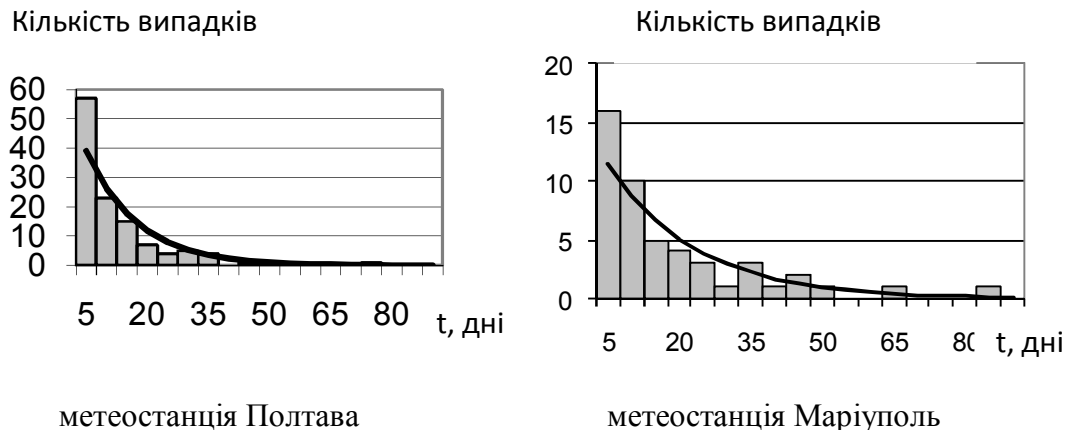 Кількість випадків
60
50
40
30
20
10
0
5 20 35 50 65 80
t, дні
метеостанція Полтава
Кількість випадків
20
15
10
5
0
5 20 35 50 65 80
t, дні
метеостанція Маріуполь